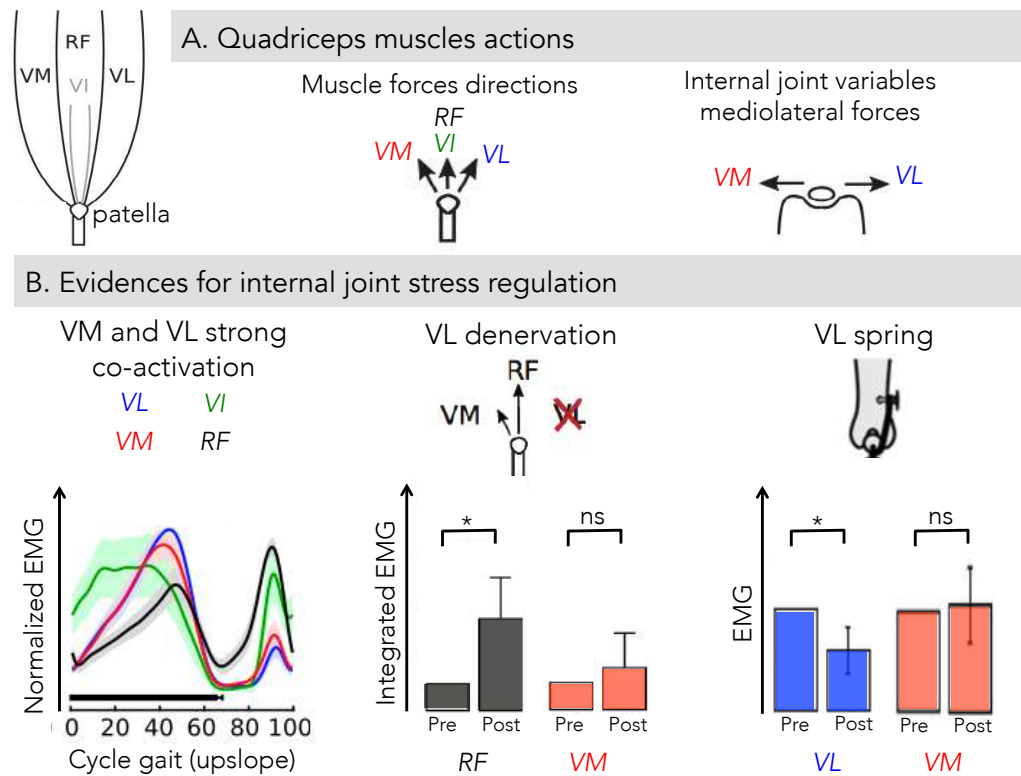 RF
VM
VL
VI
patella
A. Quadriceps muscles actions
Muscle forces directions
RF
VI
VM
VL
Internal joint variables
mediolateral forces
VM
VL
B. Evidences for internal joint stress regulation
VM and VL strong
co-activation
VL VI
VM RF
Normalized EMG
0 20 40 60 80 100
Cycle gait (upslope)
VL denervation
RF
VM
VL
Integrated EMG
*
ns
Pre Post Pre Post
RF VM
VL spring
EMG
*
ns
Pre Post Pre Post
VL VM